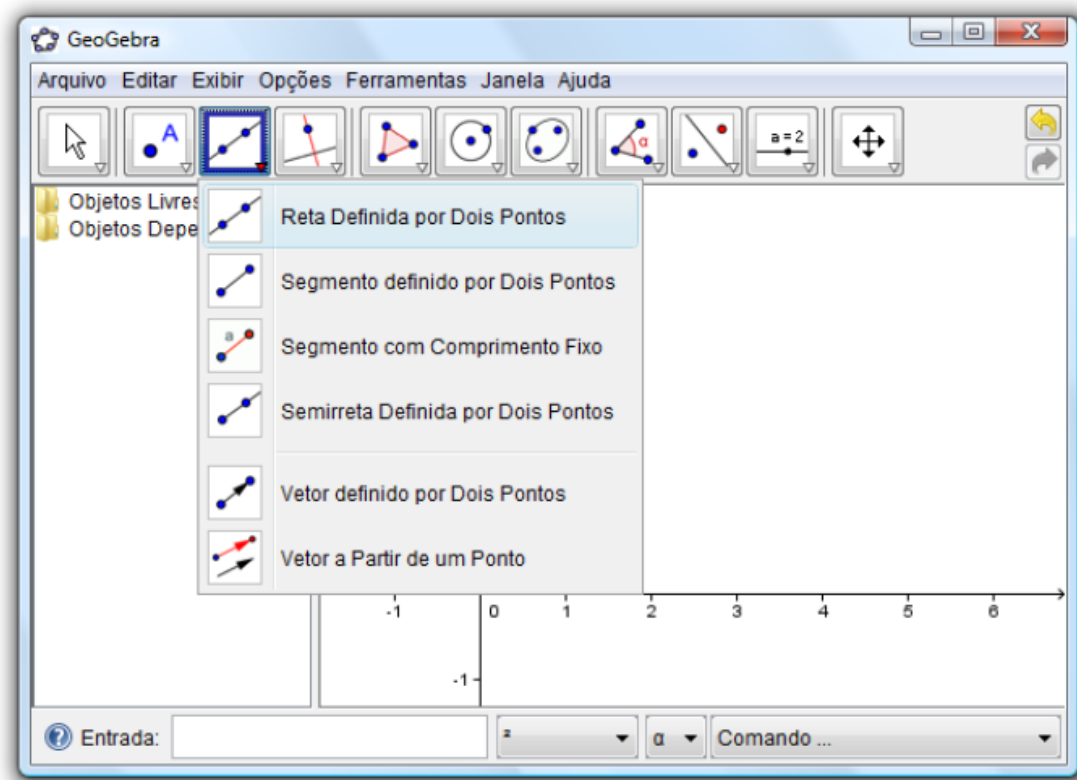 GeoGebra
Arquivo Editar Exibir Opções Ferramentas Janela Ajuda
A
α
a = 2
Objetos Livres
Objetos Depe
Reta Definida por Dois Pontos
Segmento definido por Dois Pontos
a
Segmento com Comprimento Fixo
Semirreta Definida por Dois Pontos
Vetor definido por Dois Pontos
Vetor a Partir de um Ponto
-1 0 1 2 3 4 5 6
-1
Entrada: ² α Comando ...